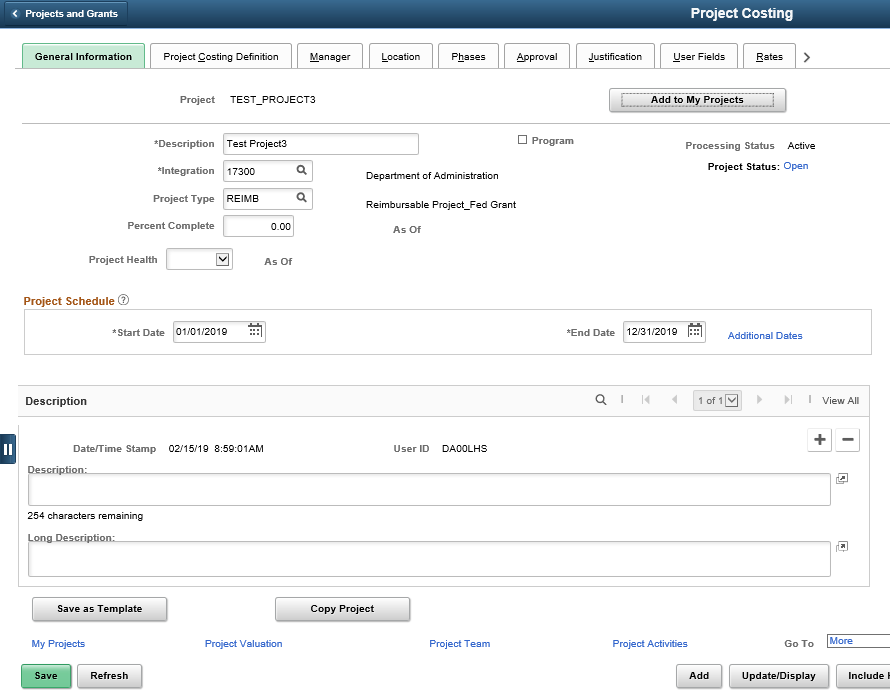 Projects and Grants
Project Costing
General Information Project Costing Definition Manager Location Phases Approval Justification User Fields Rates
Project TEST_PROJECT3 Add to My Projects
*Description Test Project3 Program Processing Status Active
*Integration 17300 Department of Administration Project Status: Open
Project Type REIMB Reimbursable Project_Fed Grant
Percent Complete 0.00 As Of
Project Health As Of
Project Schedule ?
*Start Date 01/01/2019 *End Date 12/31/2019 Additional Dates
Description 1 of 1 View All
Date/Time Stamp 02/15/19 8:59:01AM User ID DA00LHS
Description:
254 characters remaining
Long Description:
Save as Template Copy Project
My Projects Project Valuation Project Team Project Activities Go To More
Save Refresh Add Update/Display Include